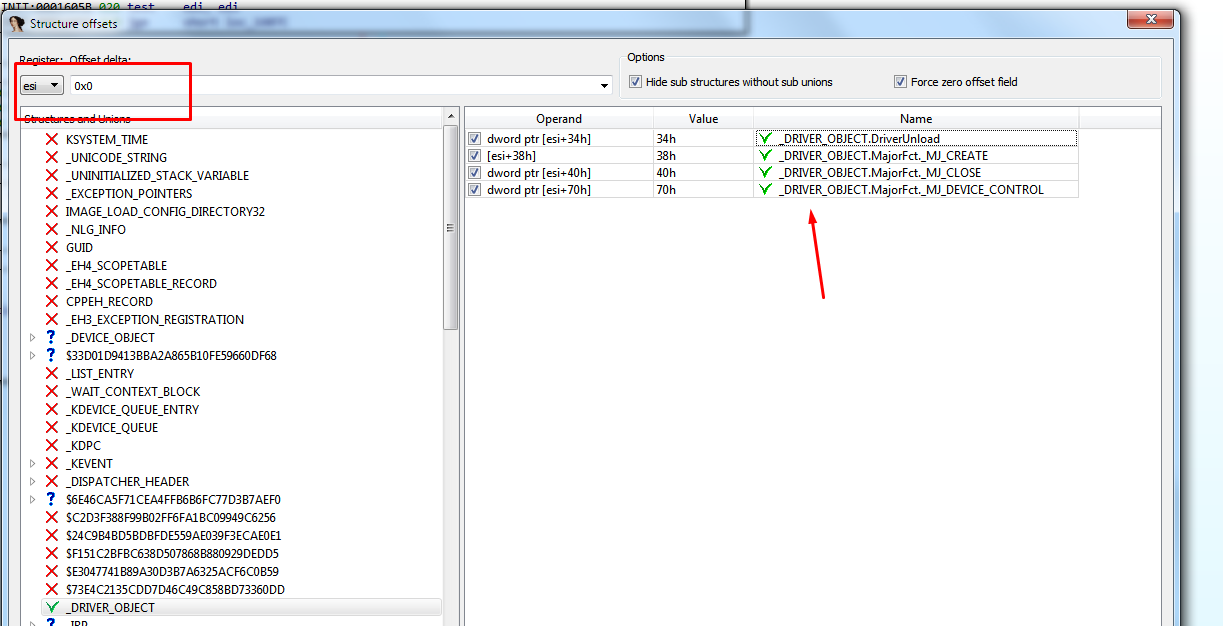 INIT:0001605B 020 test edi, edi
Structure offsets
Register: Offset delta:
esi 0x0
Options
Hide sub structures without sub unions Force zero offset field
Structures and Unions
KSYSTEM_TIME
_UNICODE_STRING
_UNINITIALIZED_STACK_VARIABLE
_EXCEPTION_POINTERS
IMAGE_LOAD_CONFIG_DIRECTORY32
_NLG_INFO
GUID
_EH4_SCOPETABLE
_EH4_SCOPETABLE_RECORD
CPPEH_RECORD
_EH3_EXCEPTION_REGISTRATION
_DEVICE_OBJECT
$33D01D9413BBA2A865B10FE59660DF68
_LIST_ENTRY
_WAIT_CONTEXT_BLOCK
_KDEVICE_QUEUE_ENTRY
_KDEVICE_QUEUE
_KDPC
_KEVENT
_DISPATCHER_HEADER
$6E46CA5F71CEA4FFB6B6FC77D3B7AEF0
$C2D3F388F99B02FF6FA1BC09949C6256
$24C9B4BD5BDBFDE559AE039F3ECAE0E1
$F151C2BFBC638D507868B880929DEDD5
$E3047741B89A30D3B7A6325ACF6C0B59
$73E4C2135CDD7D46C49C858BD73360DD
_DRIVER_OBJECT
_IRP
Operand Value Name
dword ptr [esi+34h] 34h _DRIVER_OBJECT.DriverUnload
[esi+38h] 38h _DRIVER_OBJECT.MajorFct._MJ_CREATE
dword ptr [esi+40h] 40h _DRIVER_OBJECT.MajorFct._MJ_CLOSE
dword ptr [esi+70h] 70h _DRIVER_OBJECT.MajorFct._MJ_DEVICE_CONTROL